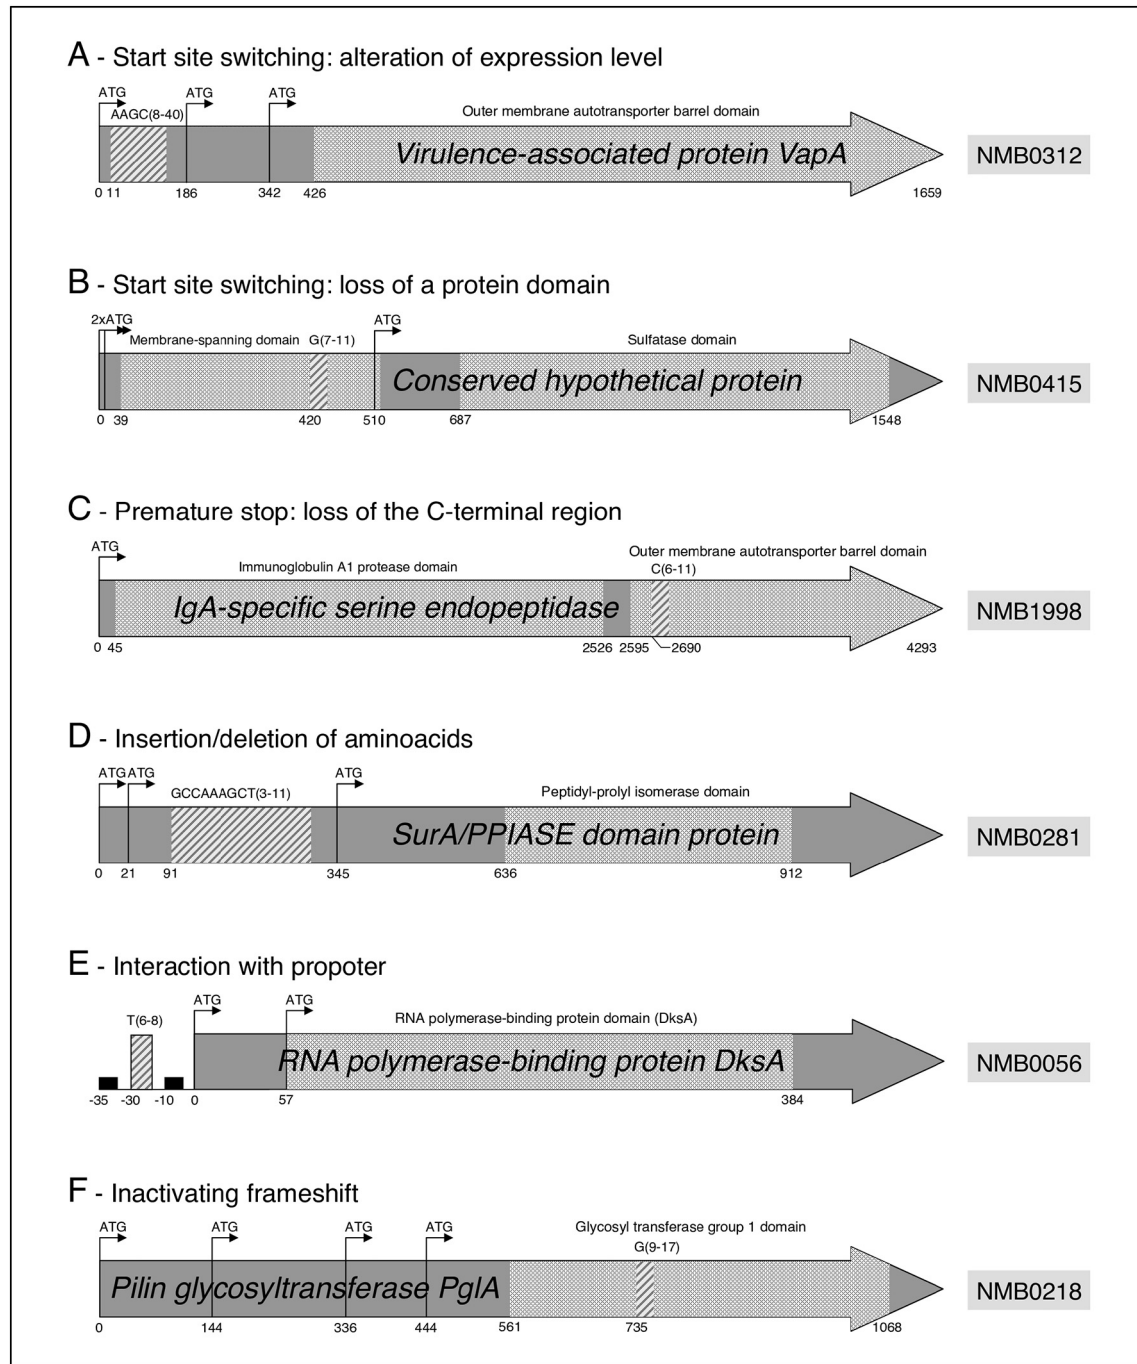 A - Start site switching: alteration of expression level
ATG ATG ATG
AAGC(8-40) Outer membrane autotransporter barrel domain
Virulence-associated protein VapA NMB0312
0 11 186 342 426 1659
B - Start site switching: loss of a protein domain
2xATG ATG
Membrane-spanning domain G(7-11) Sulfatase domain
Conserved hypothetical protein NMB0415
0 39 420 510 687 1548
C - Premature stop: loss of the C-terminal region
ATG Outer membrane autotransporter barrel domain
Immunoglobulin A1 protease domain C(6-11)
IgA-specific serine endopeptidase NMB1998
0 45 2526 2595 2690 4293
D - Insertion/deletion of aminoacids
ATG ATG ATG
GCCAAAGCT(3-11) Peptidyl-prolyl isomerase domain
SurA/PPIASE domain protein NMB0281
0 21 91 345 636 912
E - Interaction with propoter
ATG ATG
T(6-8) RNA polymerase-binding protein domain (DksA)
RNA polymerase-binding protein DksA NMB0056
-35 -30 -10 0 57 384
F - Inactivating frameshift
ATG ATG ATG ATG Glycosyl transferase group 1 domain
G(9-17)
Pilin glycosyltransferase PglA NMB0218
0 144 336 444 561 735 1068